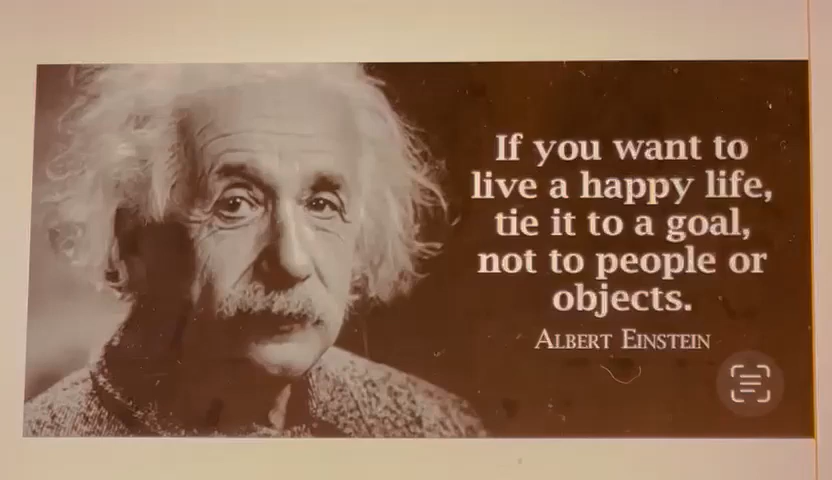 If you want to
live a happy life,
tie it to a goal,
not to people or
objects.
ALBERT EINSTEIN